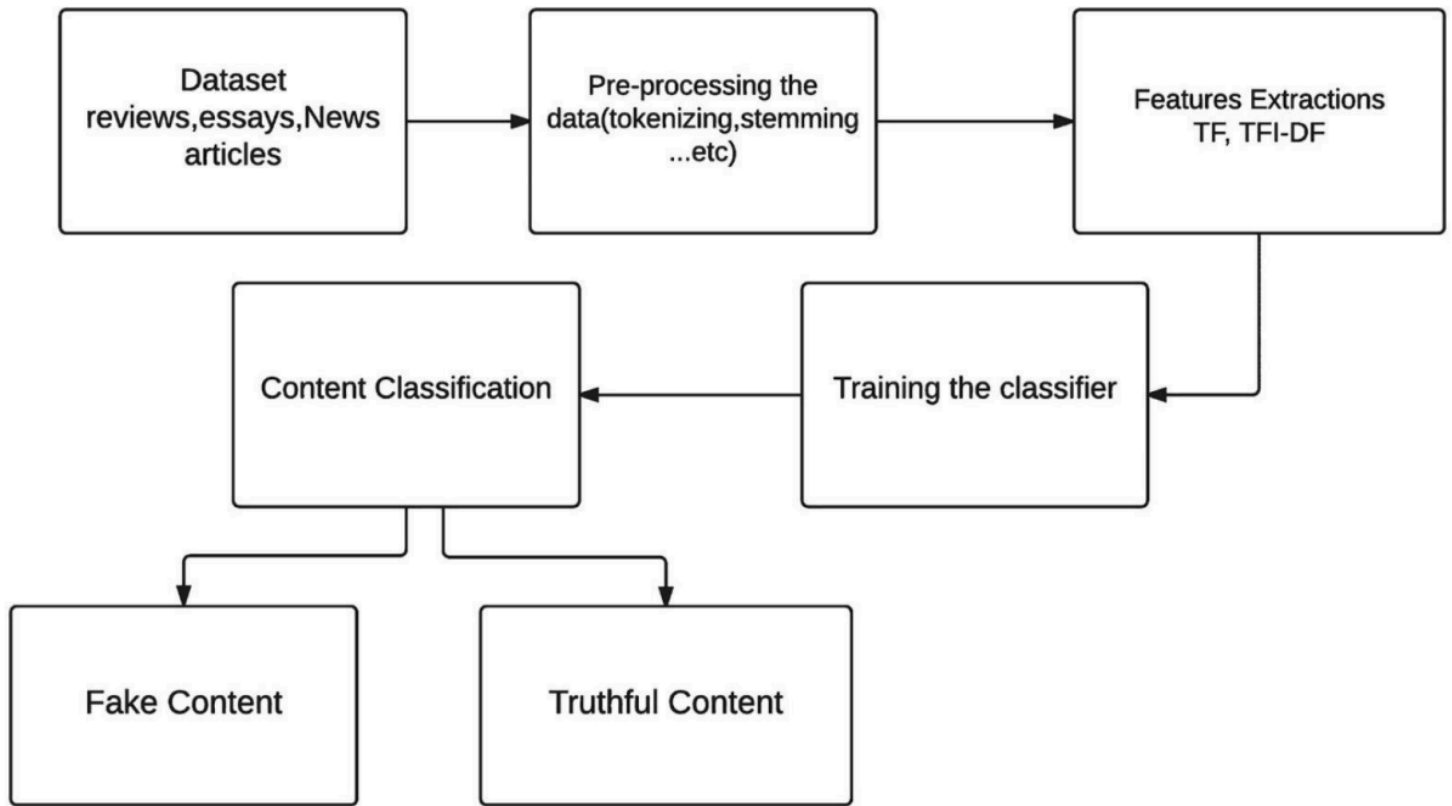 Dataset
reviews,essays,News
articles
Pre-processing the
data(tokenizing,stemming
...etc)
Features Extractions
TF, TFI-DF
Content Classification
Training the classifier
Fake Content
Truthful Content